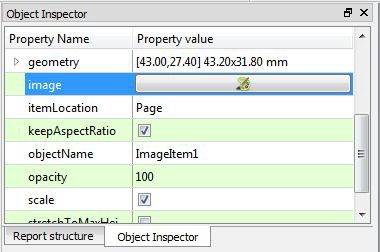 Object Inspector
Property Name Property value
geometry [43.00,27.40] 43.20x31.80 mm
image
itemLocation Page
keepAspectRatio
objectName ImageItem1
opacity 100
scale
stretchToMaxHei
Report structure Object Inspector